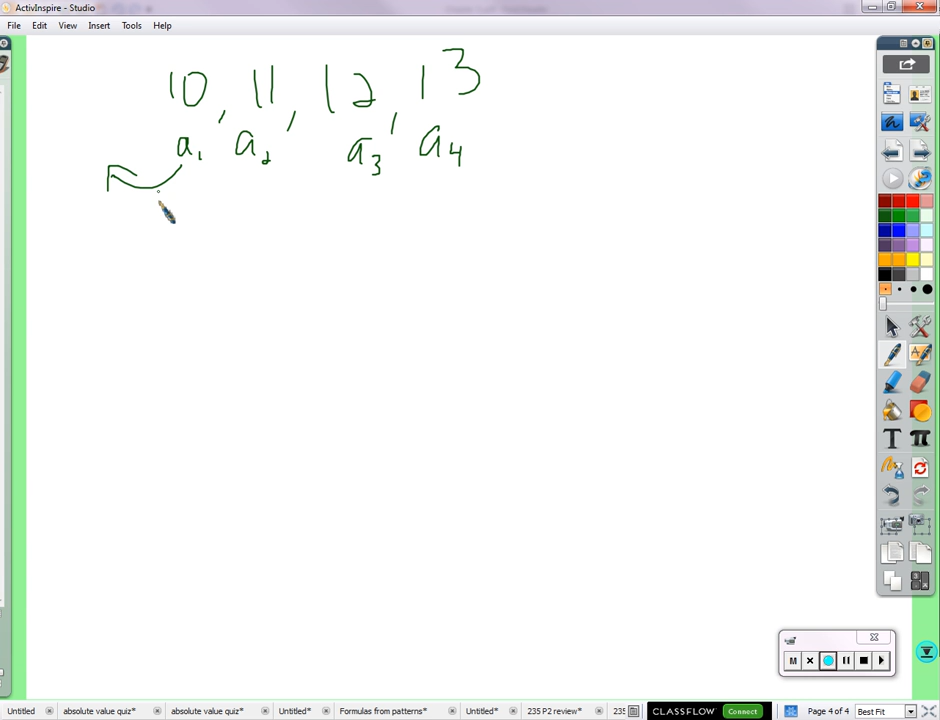 ActivInspire - Studio
File Edit View Insert Tools Help
10, 11, 12, 13
a1 a2 a3 a4
M
Untitled absolute value quiz* absolute value quiz* Untitled* Formulas from patterns* Untitled* 235 P2 review* 235 CLASSFLOW Connect Page 4 of 4 Best Fit